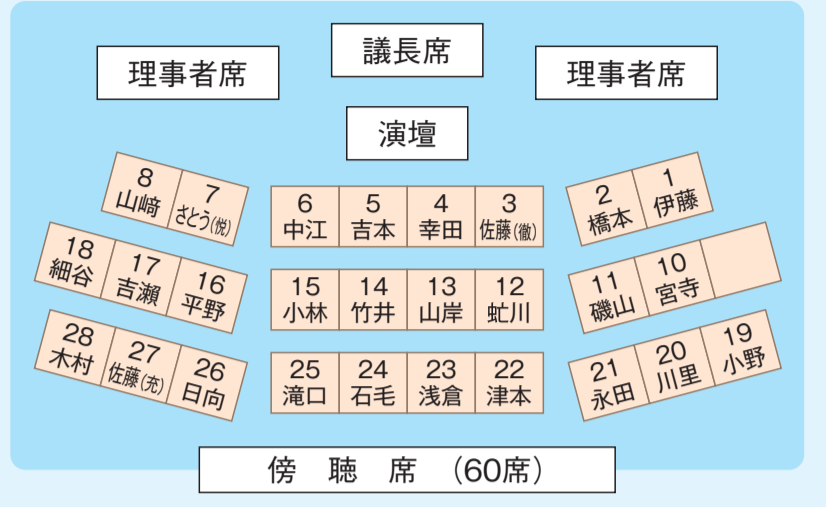 議長席
理事者席
理事者席
演壇
8
山﨑
7
さとう(悦)
6
中江
5
吉本
4
幸田
3
佐藤(徹)
2
橋本
1
伊藤
18
細谷
17
吉瀬
16
平野
15
小林
14
竹井
13
山岸
12
虻川
11
磯山
10
宮寺
28
木村
27
佐藤(充)
26
日向
25
滝口
24
石毛
23
浅倉
22
津本
21
永田
20
川里
19
小野
傍聴席(60席)